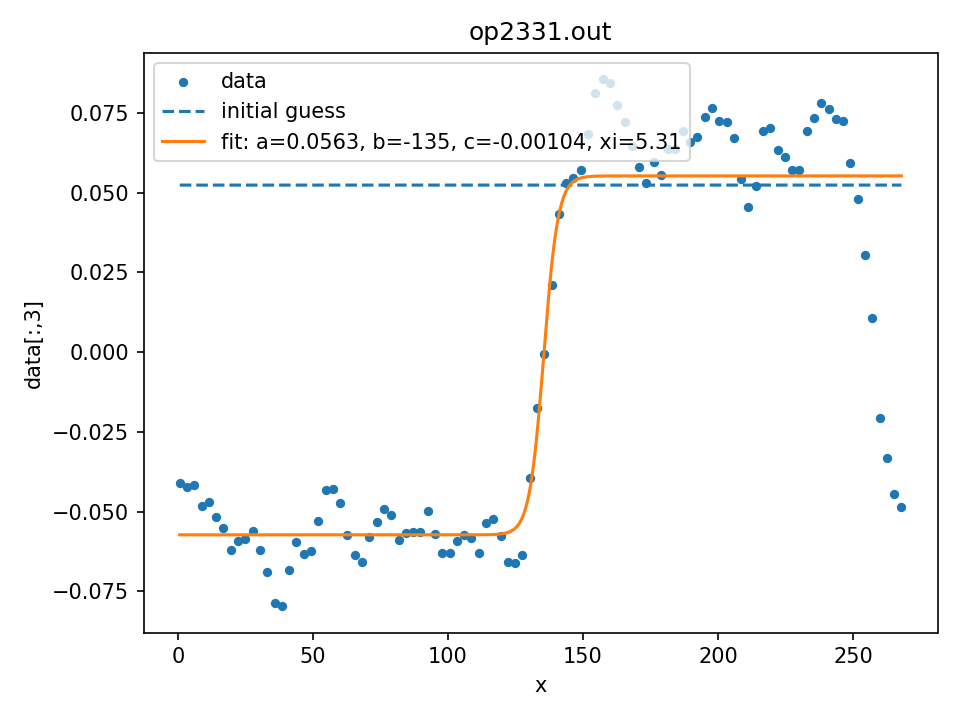 op2331.out
data
initial guess
fit: a=0.0563, b=-135, c=-0.00104, xi=5.31
0.075
0.050
0.025
0.000
−0.025
−0.050
−0.075
data[:,3]
0 50 100 150 200 250
x